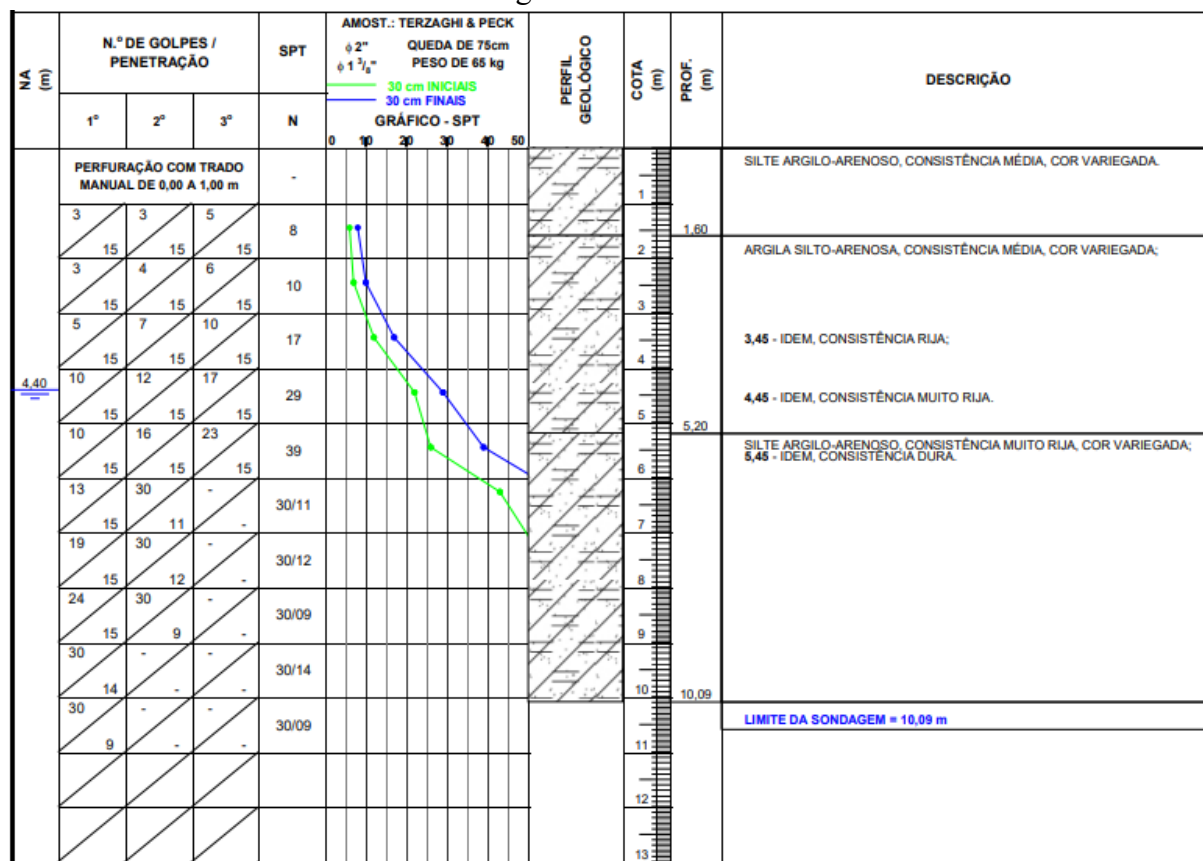 NA (m)
N.º DE GOLPES / PENETRAÇÃO
1º 2º 3º
SPT
N
AMOST.: TERZAGHI & PECK
ϕ 2" QUEDA DE 75cm
ϕ 1 3/8" PESO DE 65 kg
30 cm INICIAIS
30 cm FINAIS
GRÁFICO - SPT
0 10 20 30 40 50
PERFIL GEOLÓGICO
COTA (m)
PROF. (m)
DESCRIÇÃO
PERFURAÇÃO COM TRADO
MANUAL DE 0,00 A 1,00 m
-
1
SILTE ARGILO-ARENOSO, CONSISTÊNCIA MÉDIA, COR VARIEGADA.
3 3 5
15 15 15
8
1,60
2
ARGILA SILTO-ARENOSA, CONSISTÊNCIA MÉDIA, COR VARIEGADA;
3 4 6
15 15 15
10
3
5 7 10
15 15 15
17
4
3,45 - IDEM, CONSISTÊNCIA RIJA;
4,40
10 12 17
15 15 15
29
5
4,45 - IDEM, CONSISTÊNCIA MUITO RIJA.
5,20
10 16 23
15 15 15
39
6
SILTE ARGILO-ARENOSO, CONSISTÊNCIA MUITO RIJA, COR VARIEGADA;
5,45 - IDEM, CONSISTÊNCIA DURA.
13 30 -
15 11 -
30/11
7
19 30 -
15 12 -
30/12
8
24 30 -
15 9 -
30/09
9
30 - -
14 - -
30/14
10
10,09
30 - -
9 - -
30/09
11
LIMITE DA SONDAGEM = 10,09 m
12
13